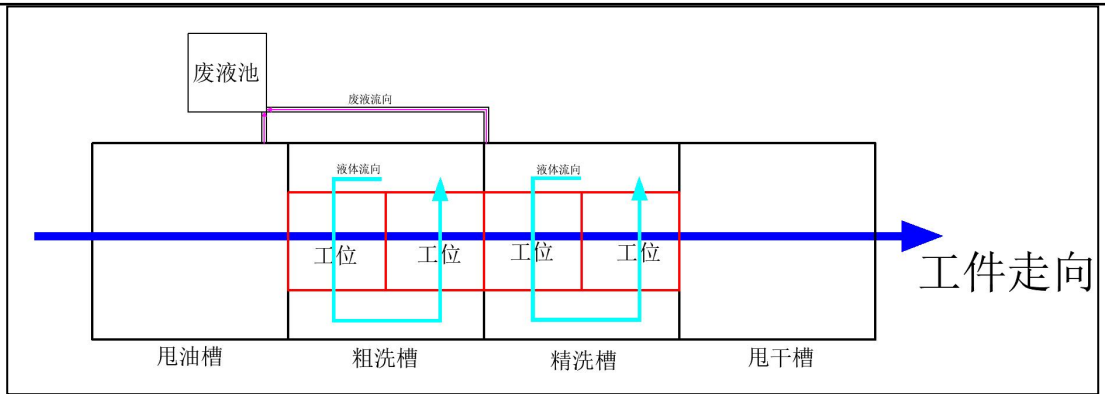 废液池
废液流向
液体流向
液体流向
工位
工位
工位
工位
工件走向
甩油槽
粗洗槽
精洗槽
甩干槽